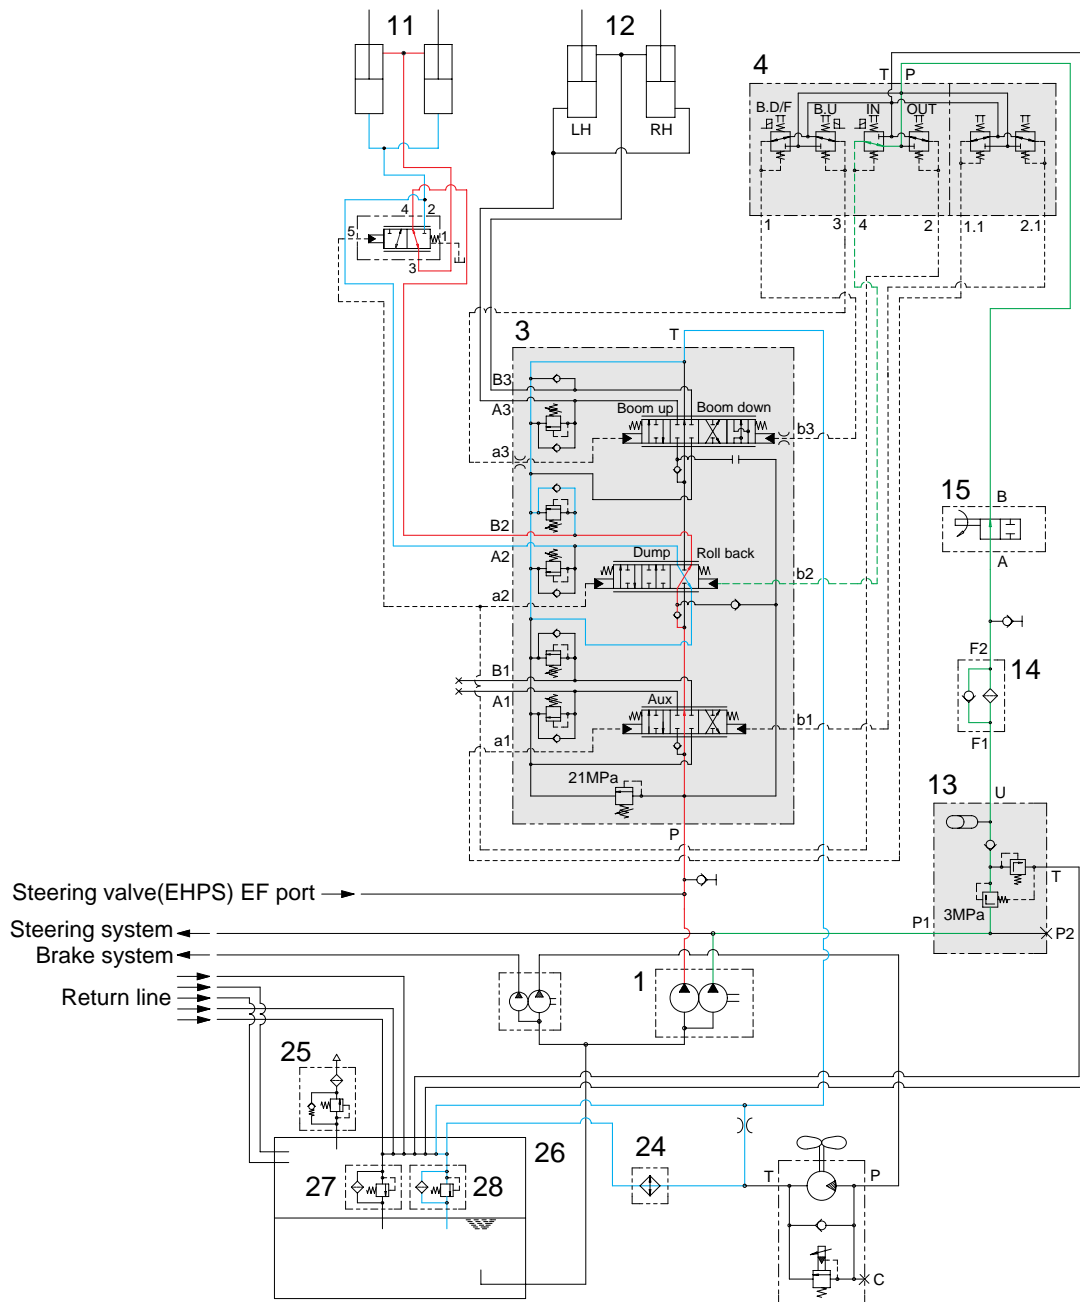 11
12
4
T P
B.D/F B.U IN OUT
LH RH
4 2
5 1
3
1 3 4 2 1.1 2.1
3
T
B3
A3
Boom up Boom down
a3 b3
15
B
A
B2
A2
Dump Roll back
a2 b2
F2
14
F1
B1
A1
Aux
a1 b1
21MPa
P
13
U
T
3MPa
P1 P2
Steering valve(EHPS) EF port
Steering system
Brake system
Return line
1
25
26
27
28
24
T P
C